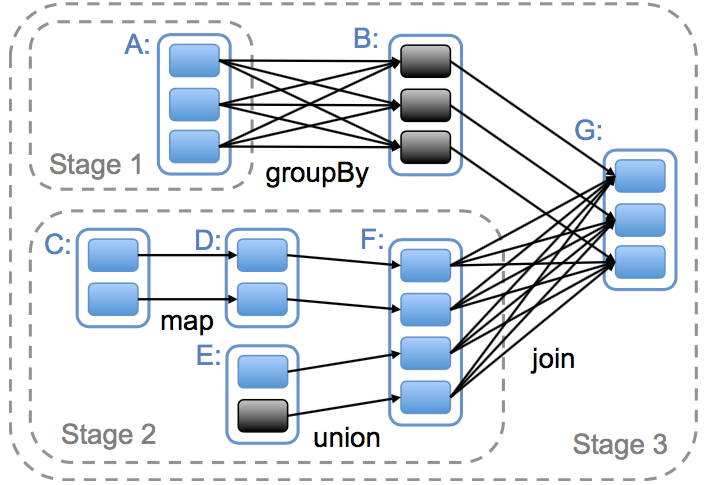 A:
B:
G:
Stage 1
groupBy
C:
D:
F:
map
E:
join
Stage 2
union
Stage 3